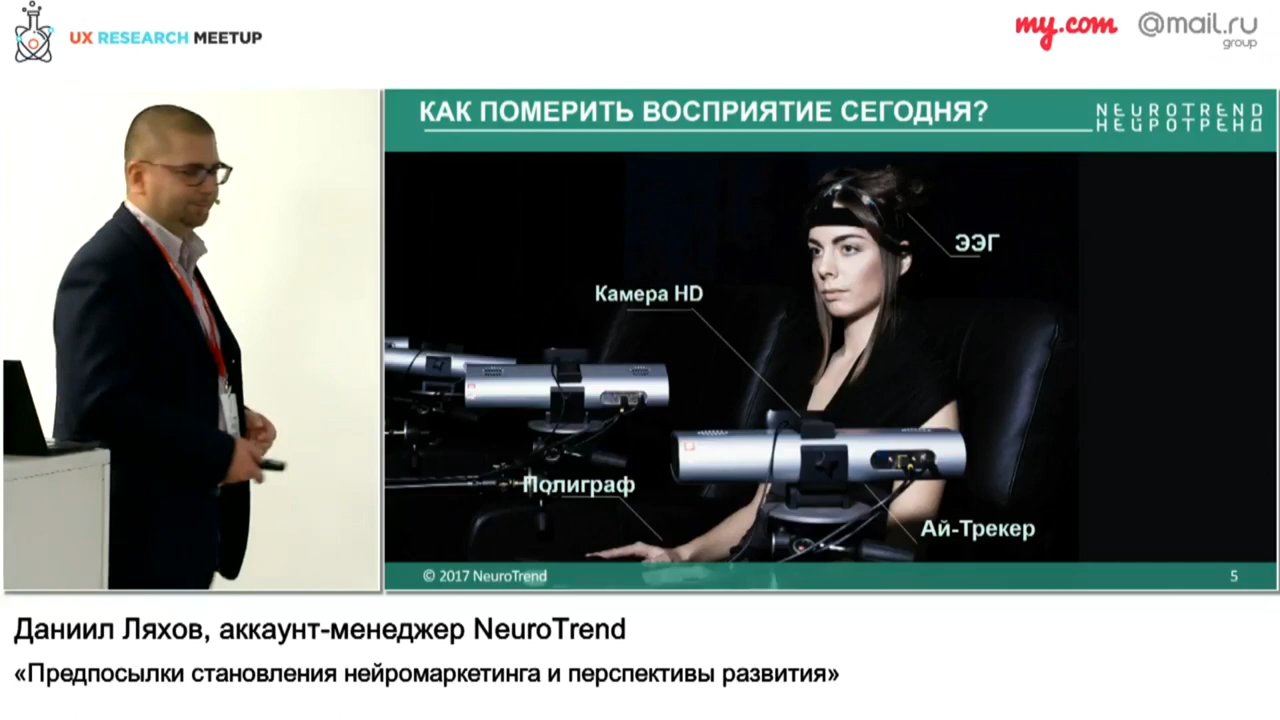 UX RESEARCH MEETUP
my.com
@mail.ru
group
КАК ПОМЕРИТЬ ВОСПРИЯТИЕ СЕГОДНЯ?
NEUROTREND
НЕЙРОТРЕНД
ЭЭГ
Камера HD
Полиграф
Ай-Трекер
© 2017 NeuroTrend
5
Даниил Ляхов, аккаунт-менеджер NeuroTrend
«Предпосылки становления нейромаркетинга и перспективы развития»